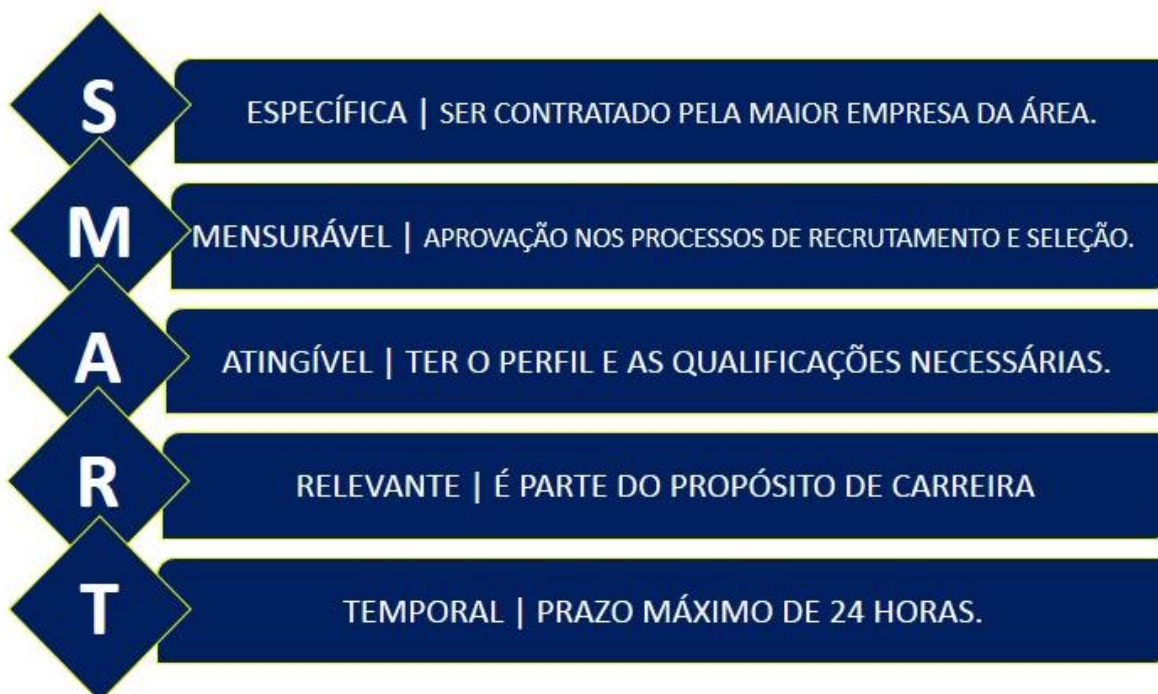 S
ESPECÍFICA | SER CONTRATADO PELA MAIOR EMPRESA DA ÁREA.
M
MENSURÁVEL | APROVAÇÃO NOS PROCESSOS DE RECRUTAMENTO E SELEÇÃO.
A
ATINGÍVEL | TER O PERFIL E AS QUALIFICAÇÕES NECESSÁRIAS.
R
RELEVANTE | É PARTE DO PROPÓSITO DE CARREIRA
T
TEMPORAL | PRAZO MÁXIMO DE 24 HORAS.